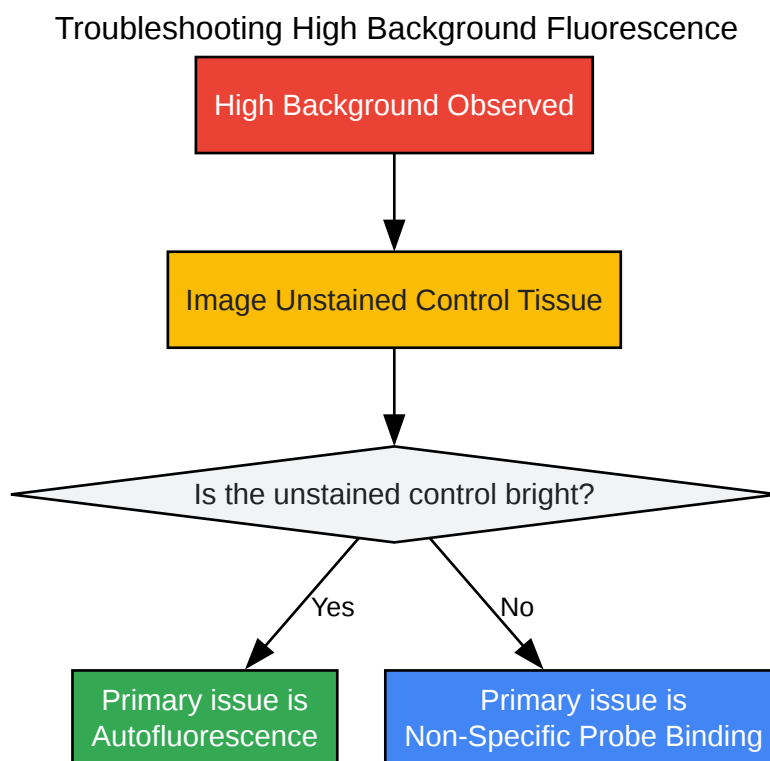 Troubleshooting High Background Fluorescence
High Background Observed
Image Unstained Control Tissue
Is the unstained control bright?
Yes
No
Primary issue is
Autofluorescence
Primary issue is
Non-Specific Probe Binding